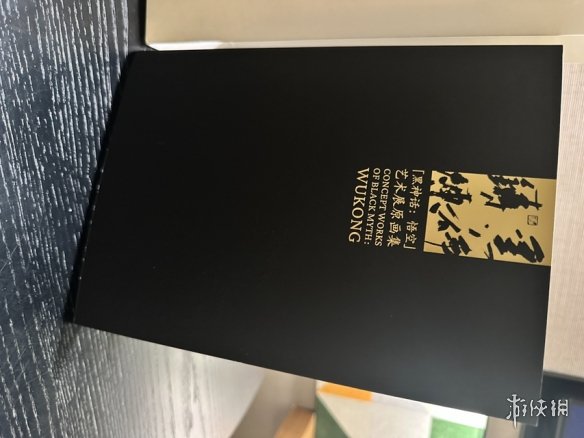 「黑神话：悟空」
艺术展原画集
CONCEPT WORKS
OF BLACK MYTH:
WUKONG
游侠网